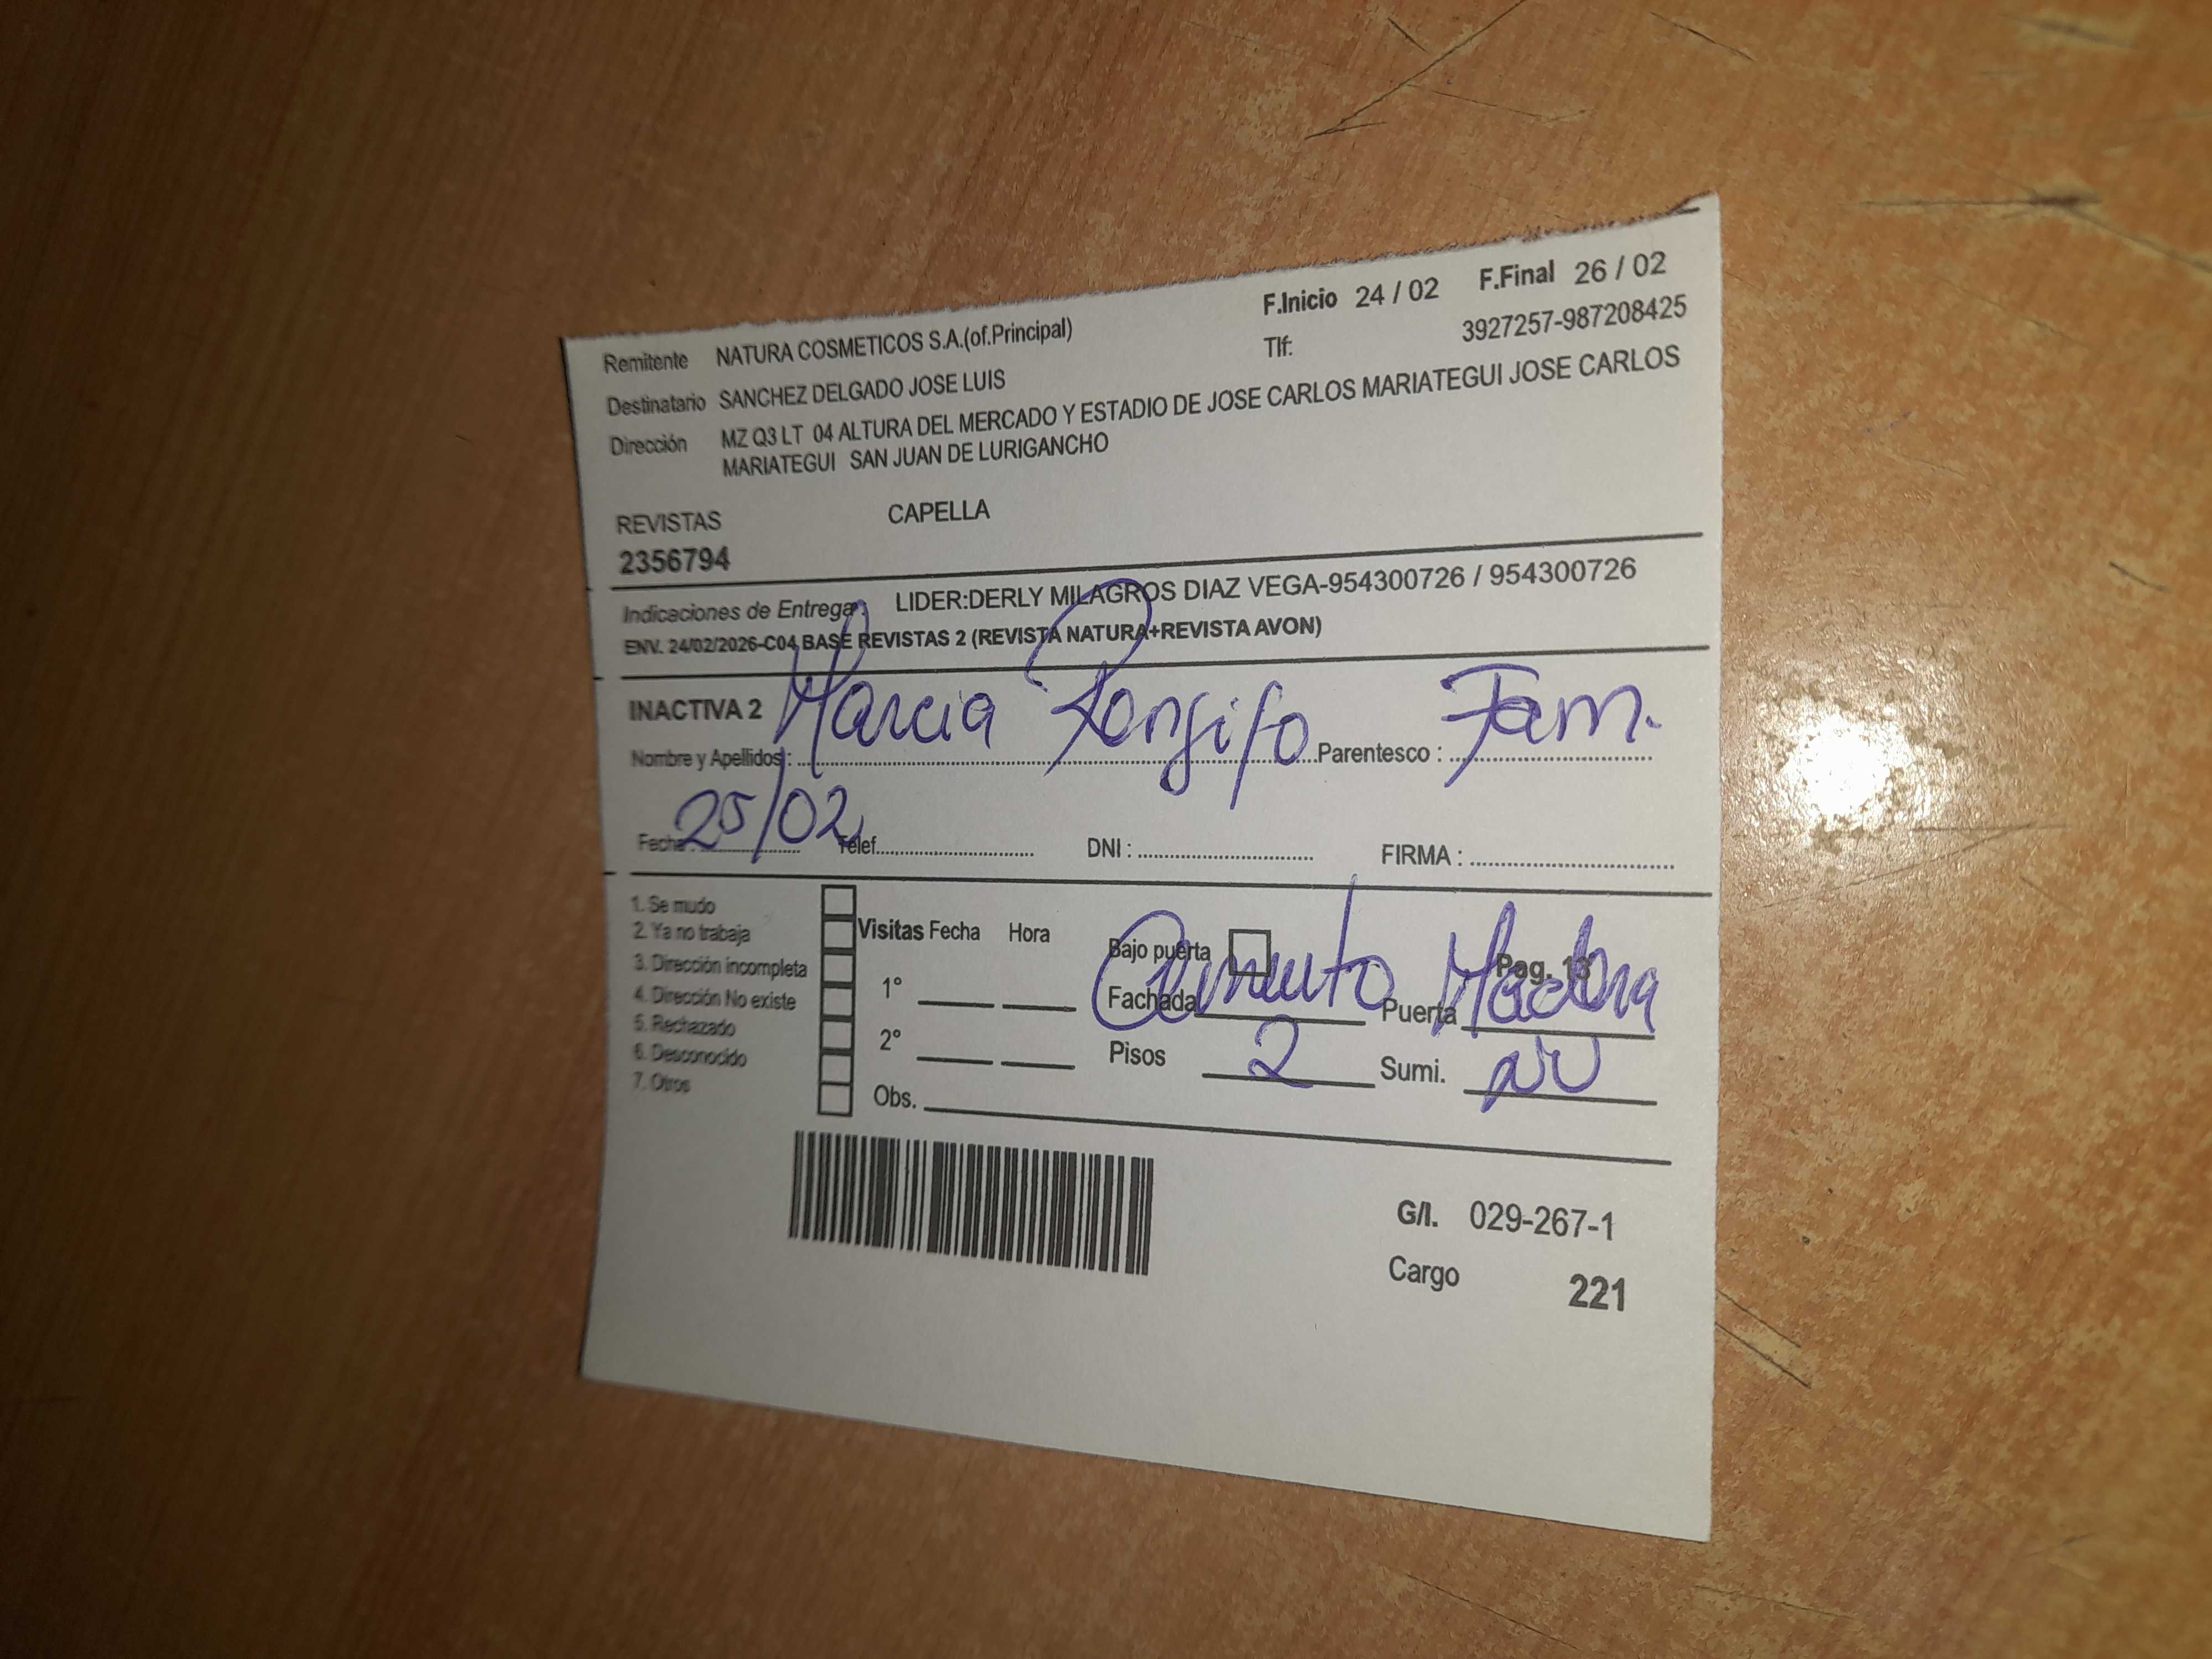 F.Inicio 24 / 02 F.Final 26 / 02
Remitente NATURA COSMETICOS S.A.(of.Principal) Tlf: 3927257-987208425
Destinatario SANCHEZ DELGADO JOSE LUIS
Dirección MZ Q3 LT 04 ALTURA DEL MERCADO Y ESTADIO DE JOSE CARLOS MARIATEGUI JOSE CARLOS
MARIATEGUI SAN JUAN DE LURIGANCHO
REVISTAS CAPELLA
2356794
Indicaciones de Entrega: LIDER:DERLY MILAGROS DIAZ VEGA-954300726 / 954300726
ENV. 24/02/2026-C04 BASE REVISTAS 2 (REVISTA NATURA+REVISTA AVON)
INACTIVA 2
Nombre y Apellidos : Marcia Rengifo Parentesco : Fam.
Fecha : 25/02 Telef. DNI : FIRMA :
1. Se mudo
2. Ya no trabaja
3. Dirección incompleta
4. Dirección No existe
5. Rechazado
6. Desconocido
7. Otros
Visitas Fecha Hora
1°
2°
Obs.
Bajo puerta Pag. 13
Fachada Cemento Puerta Madera
Pisos 2 Sumi.
G/I. 029-267-1
Cargo 221